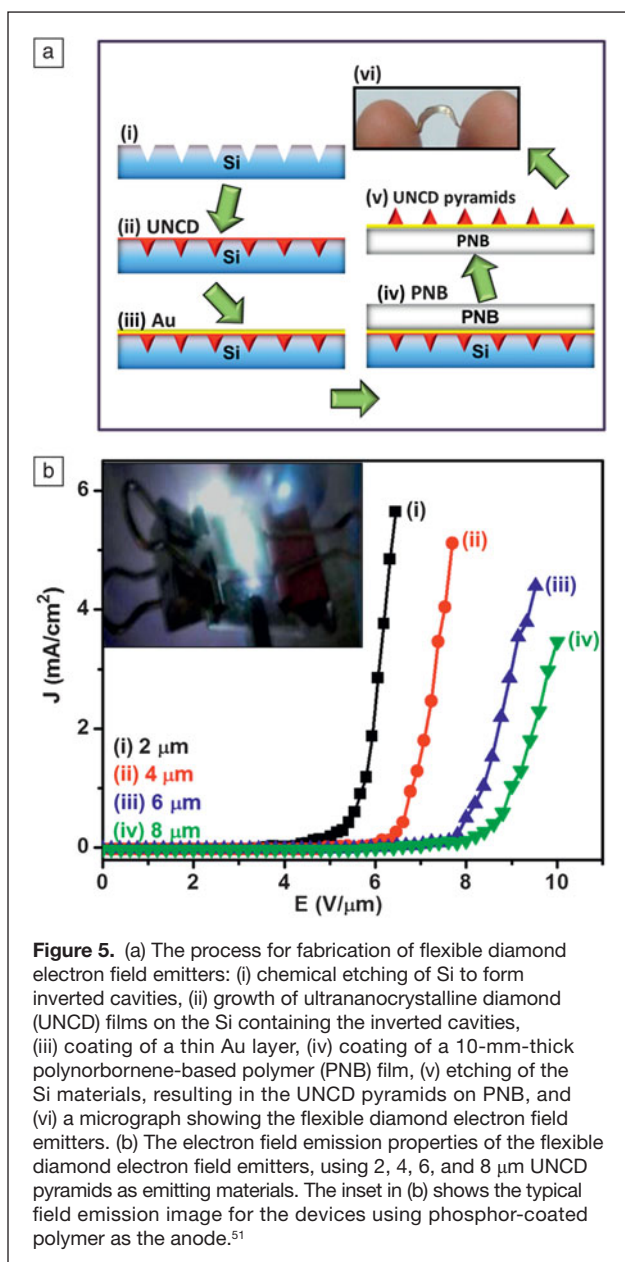 a
(i)
Si
(ii) UNCD
Si
(iii) Au
Si
(iv) PNB
PNB
Si
(v) UNCD pyramids
PNB
(vi)
b
6
4
2
0
J (mA/cm²)
(i)
(ii)
(iii)
(iv)
(i) 2 μm
(ii) 4 μm
(iii) 6 μm
(iv) 8 μm
0 2 4 6 8 10
E (V/μm)
Figure 5. (a) The process for fabrication of flexible diamond
electron field emitters: (i) chemical etching of Si to form
inverted cavities, (ii) growth of ultrananocrystalline diamond
(UNCD) films on the Si containing the inverted cavities,
(iii) coating of a thin Au layer, (iv) coating of a 10-mm-thick
polynorbornene-based polymer (PNB) film, (v) etching of the
Si materials, resulting in the UNCD pyramids on PNB, and
(vi) a micrograph showing the flexible diamond electron field
emitters. (b) The electron field emission properties of the flexible
diamond electron field emitters, using 2, 4, 6, and 8 μm UNCD
pyramids as emitting materials. The inset in (b) shows the typical
field emission image for the devices using phosphor-coated
polymer as the anode.⁵¹